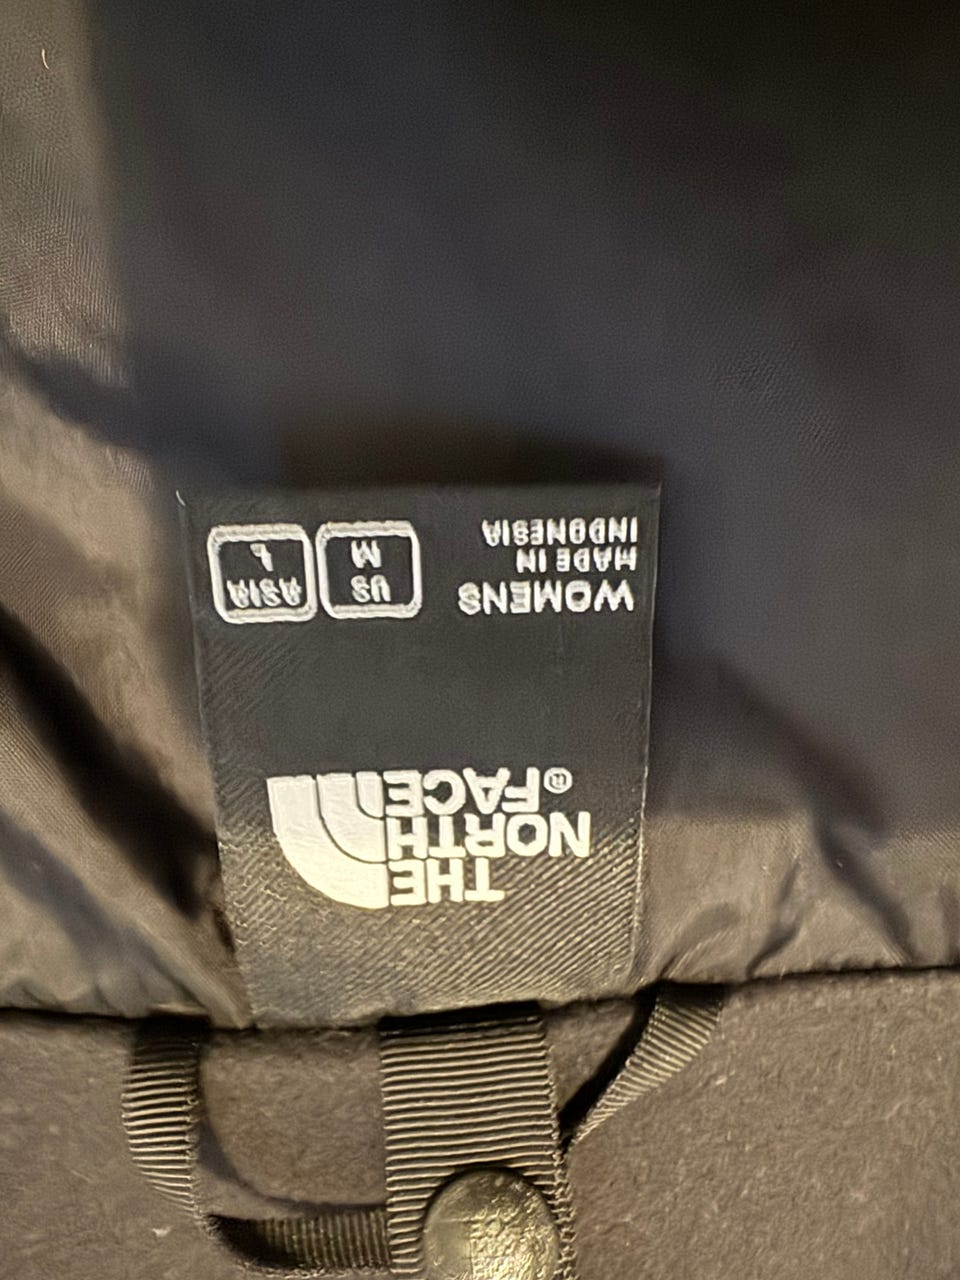 THE
NORTH
FACE®
WOMENS
MADE IN
INDONESIA
US
M
ASIA
L